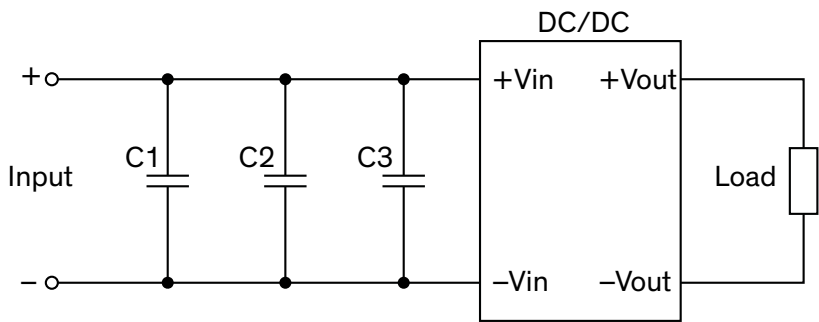 DC/DC
+ +Vin +Vout
C1 C2 C3
Input Load
– –Vin –Vout